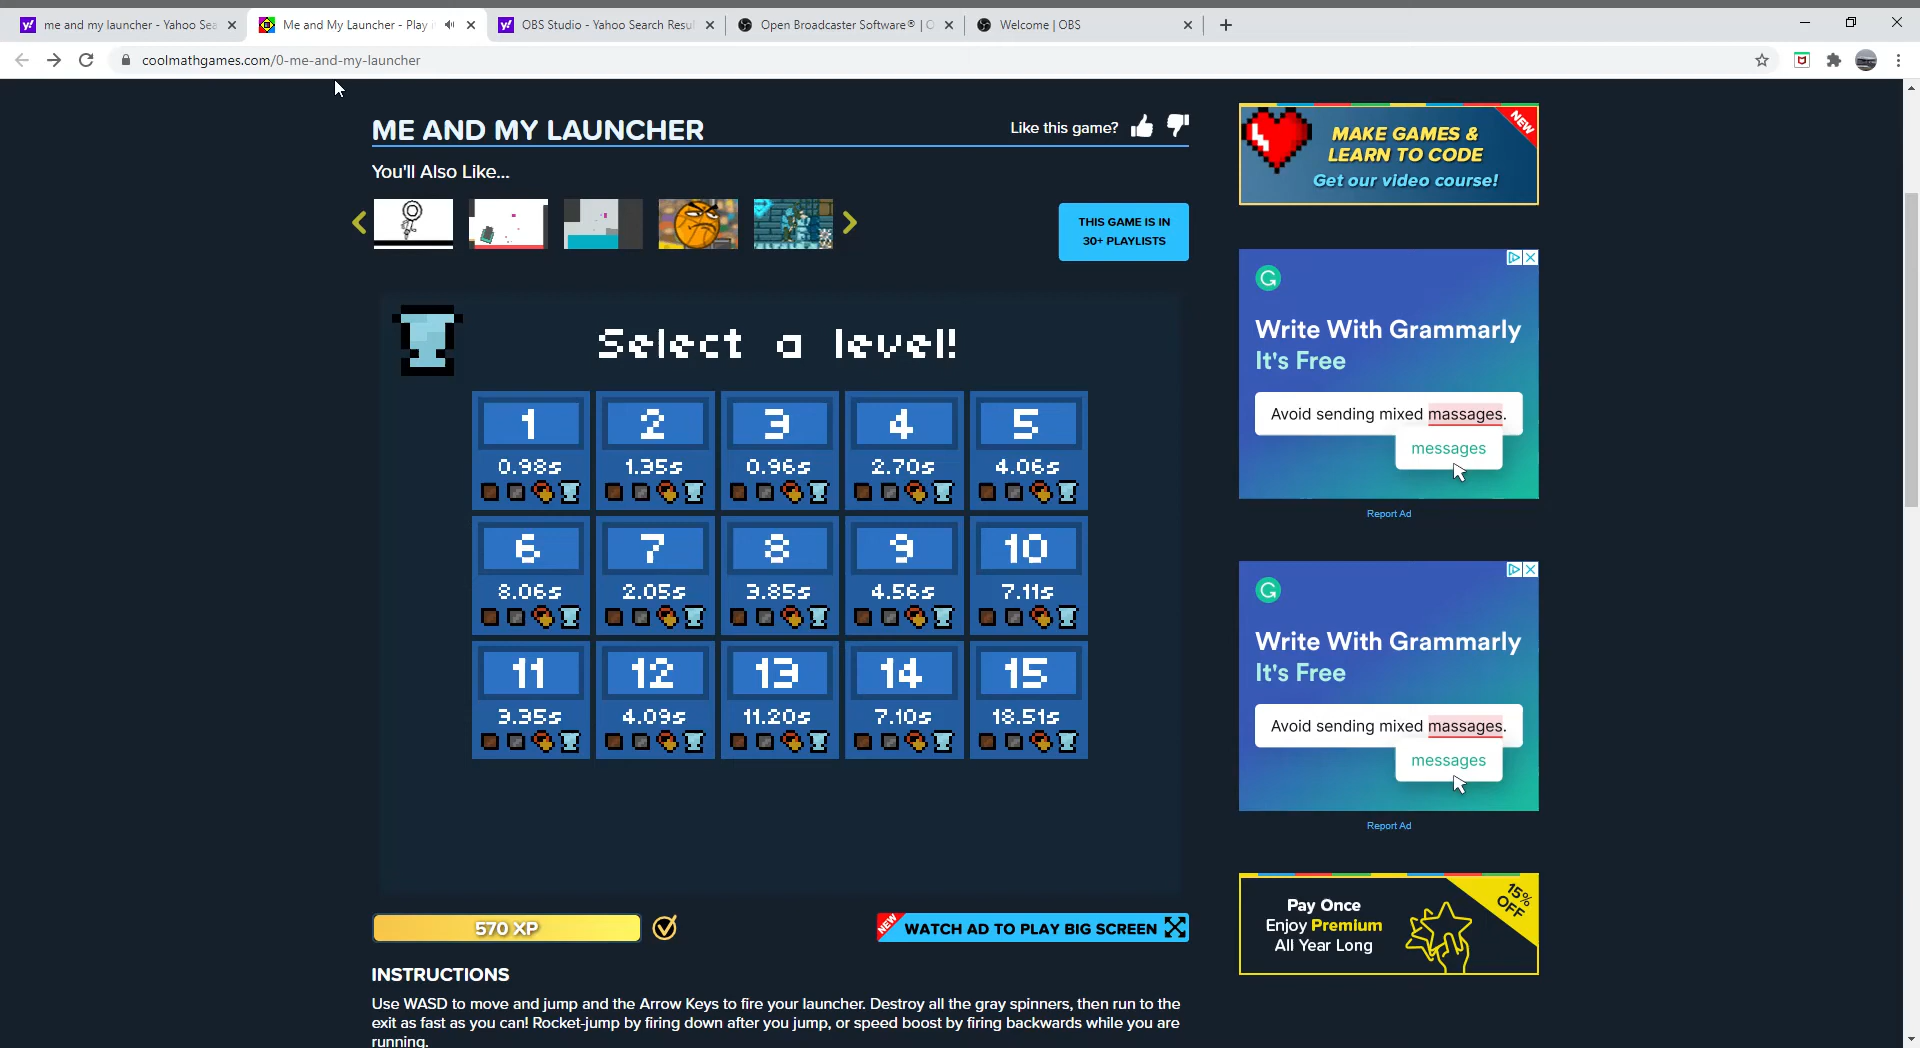 me and my launcher - Yahoo Sea
Me and My Launcher - Play i
OBS Studio - Yahoo Search Resul
Open Broadcaster Software® | O
Welcome | OBS
coolmathgames.com/0-me-and-my-launcher
ME AND MY LAUNCHER
Like this game?
You'll Also Like...
THIS GAME IS IN
30+ PLAYLISTS
Select a level!
1 2 3 4 5
0.98s 1.35s 0.96s 2.70s 4.06s
6 7 8 9 10
8.06s 2.05s 3.85s 4.56s 7.11s
11 12 13 14 15
3.35s 4.09s 11.20s 7.10s 18.51s
570 XP
NEW
WATCH AD TO PLAY BIG SCREEN
INSTRUCTIONS
Use WASD to move and jump and the Arrow Keys to fire your launcher. Destroy all the gray spinners, then run to the
exit as fast as you can! Rocket-jump by firing down after you jump, or speed boost by firing backwards while you are
running.
MAKE GAMES &
LEARN TO CODE
Get our video course!
NEW
Write With Grammarly
It's Free
Avoid sending mixed massages.
messages
Report Ad
Write With Grammarly
It's Free
Avoid sending mixed massages.
messages
Report Ad
Pay Once
Enjoy Premium
All Year Long
15%
OFF